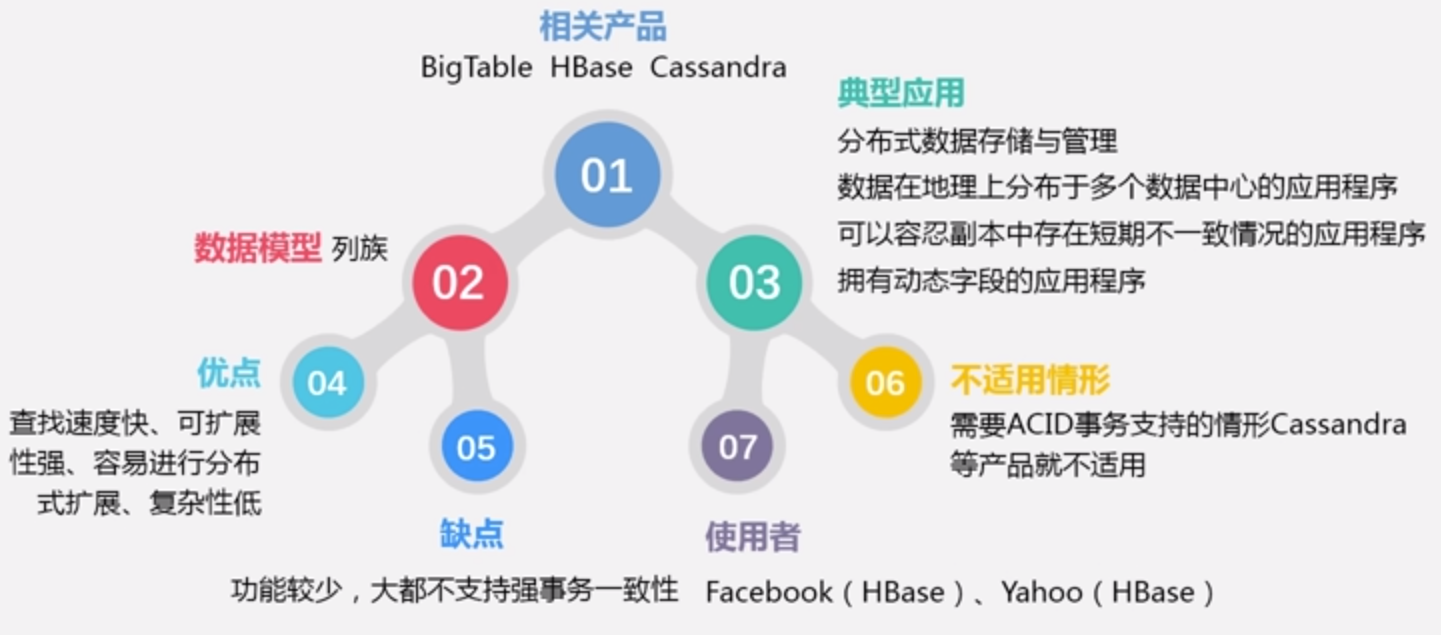 相关产品
BigTable HBase Cassandra
01
典型应用
分布式数据存储与管理
数据在地理上分布于多个数据中心的应用程序
可以容忍副本中存在短期不一致情况的应用程序
拥有动态字段的应用程序
数据模型 列族
02
03
优点
04
查找速度快、可扩展
性强、容易进行分布
式扩展、复杂性低
05
缺点
功能较少，大都不支持强事务一致性
07
使用者
Facebook（HBase）、Yahoo（HBase）
06
不适用情形
需要ACID事务支持的情形Cassandra
等产品就不适用